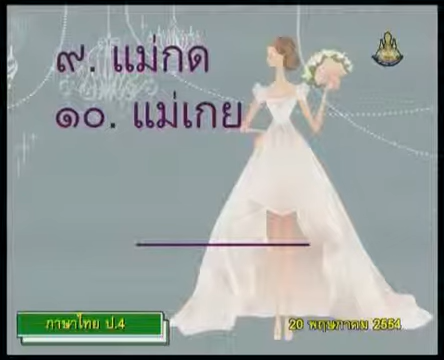 ๙. แม่กด
๑๐. แม่เกย
ภาษาไทย ป.4
20 พฤษภาคม 2554